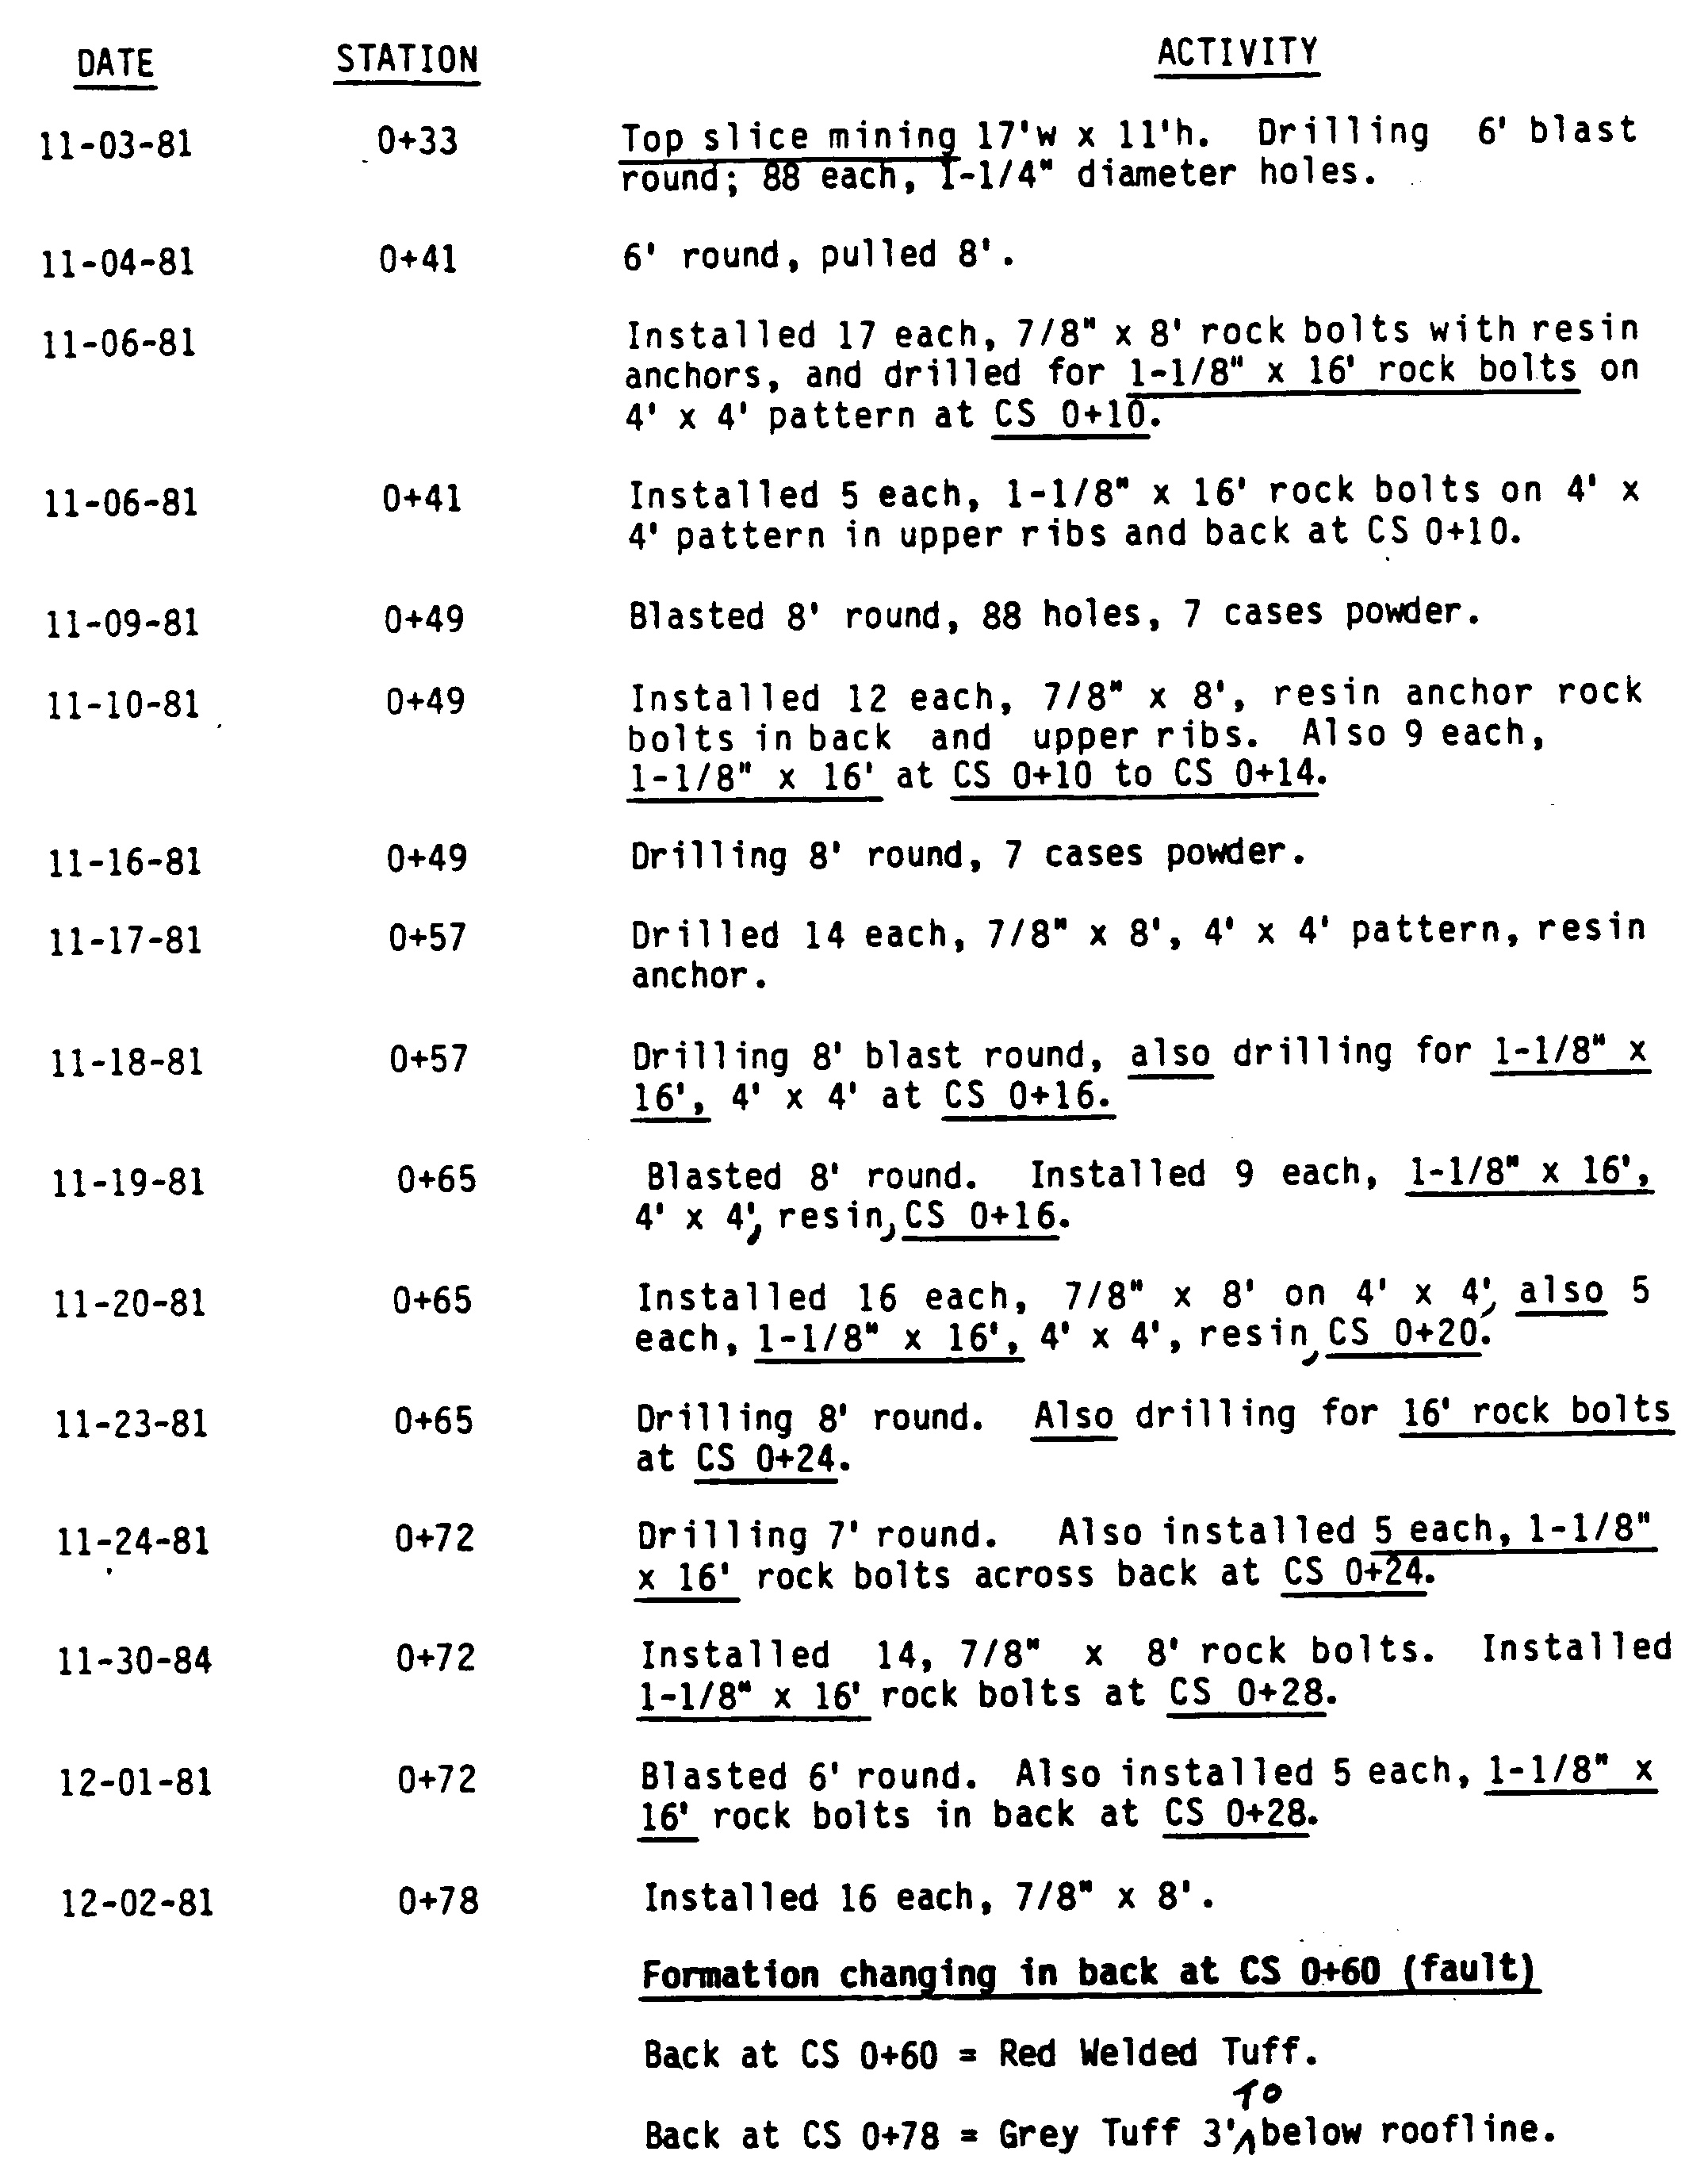 DATE STATION ACTIVITY
11-03-81 0+33 Top slice mining 17'w x 11'h. Drilling 6' blast
round; 88 each, 1-1/4" diameter holes.
11-04-81 0+41 6' round, pulled 8'.
11-06-81 Installed 17 each, 7/8" x 8' rock bolts with resin
anchors, and drilled for 1-1/8" x 16' rock bolts on
4' x 4' pattern at CS 0+10.
11-06-81 0+41 Installed 5 each, 1-1/8" x 16' rock bolts on 4' x
4' pattern in upper ribs and back at CS 0+10.
11-09-81 0+49 Blasted 8' round, 88 holes, 7 cases powder.
11-10-81 0+49 Installed 12 each, 7/8" x 8', resin anchor rock
bolts in back and upper ribs. Also 9 each,
1-1/8" x 16' at CS 0+10 to CS 0+14.
11-16-81 0+49 Drilling 8' round, 7 cases powder.
11-17-81 0+57 Drilled 14 each, 7/8" x 8', 4' x 4' pattern, resin
anchor.
11-18-81 0+57 Drilling 8' blast round, also drilling for 1-1/8" x
16', 4' x 4' at CS 0+16.
11-19-81 0+65 Blasted 8' round. Installed 9 each, 1-1/8" x 16',
4' x 4', resin, CS 0+16.
11-20-81 0+65 Installed 16 each, 7/8" x 8' on 4' x 4', also 5
each, 1-1/8" x 16', 4' x 4', resin, CS 0+20.
11-23-81 0+65 Drilling 8' round. Also drilling for 16' rock bolts
at CS 0+24.
11-24-81 0+72 Drilling 7' round. Also installed 5 each, 1-1/8"
x 16' rock bolts across back at CS 0+24.
11-30-84 0+72 Installed 14, 7/8" x 8' rock bolts. Installed
1-1/8" x 16' rock bolts at CS 0+28.
12-01-81 0+72 Blasted 6' round. Also installed 5 each, 1-1/8" x
16' rock bolts in back at CS 0+28.
12-02-81 0+78 Installed 16 each, 7/8" x 8'.
Formation changing in back at CS 0+60 (fault)
Back at CS 0+60 = Red Welded Tuff.
Back at CS 0+78 = Grey Tuff 3' TO below roofline.